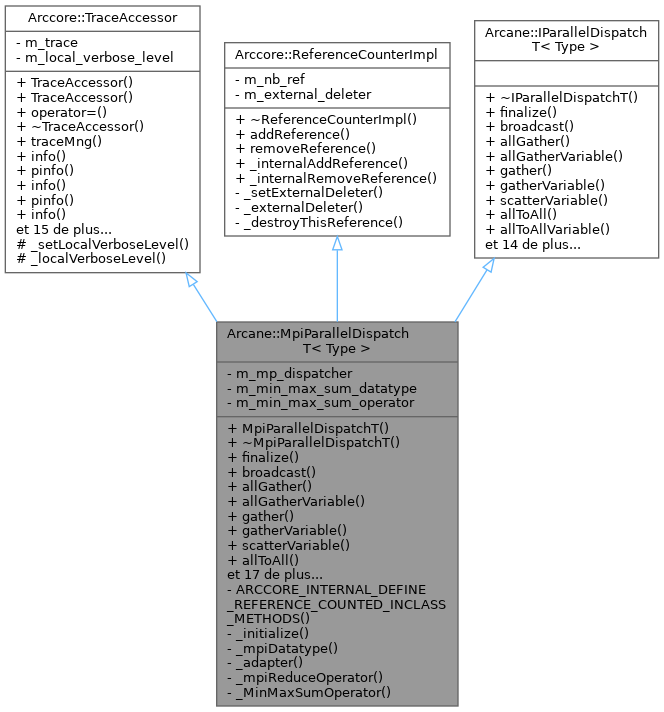 Arccore::TraceAccessor
- m_trace
- m_local_verbose_level
+ TraceAccessor()
+ TraceAccessor()
+ operator=()
+ ~TraceAccessor()
+ traceMng()
+ info()
+ pinfo()
+ info()
+ pinfo()
+ info()
et 15 de plus...
# _setLocalVerboseLevel()
# _localVerboseLevel()
Arccore::ReferenceCounterImpl
- m_nb_ref
- m_external_deleter
+ ~ReferenceCounterImpl()
+ addReference()
+ removeReference()
+ _internalAddReference()
+ _internalRemoveReference()
- _setExternalDeleter()
- _externalDeleter()
- _destroyThisReference()
Arcane::IParallelDispatch
T< Type >
+ ~IParallelDispatchT()
+ finalize()
+ broadcast()
+ allGather()
+ allGatherVariable()
+ gather()
+ gatherVariable()
+ scatterVariable()
+ allToAll()
+ allToAllVariable()
et 14 de plus...
Arcane::MpiParallelDispatch
T< Type >
- m_mp_dispatcher
- m_min_max_sum_datatype
- m_min_max_sum_operator
+ MpiParallelDispatchT()
+ ~MpiParallelDispatchT()
+ finalize()
+ broadcast()
+ allGather()
+ allGatherVariable()
+ gather()
+ gatherVariable()
+ scatterVariable()
+ allToAll()
et 17 de plus...
- ARCCORE_INTERNAL_DEFINE
_REFERENCE_COUNTED_INCLASS
_METHODS()
- _initialize()
- _mpiDatatype()
- _adapter()
- _mpiReduceOperator()
- _MinMaxSumOperator()